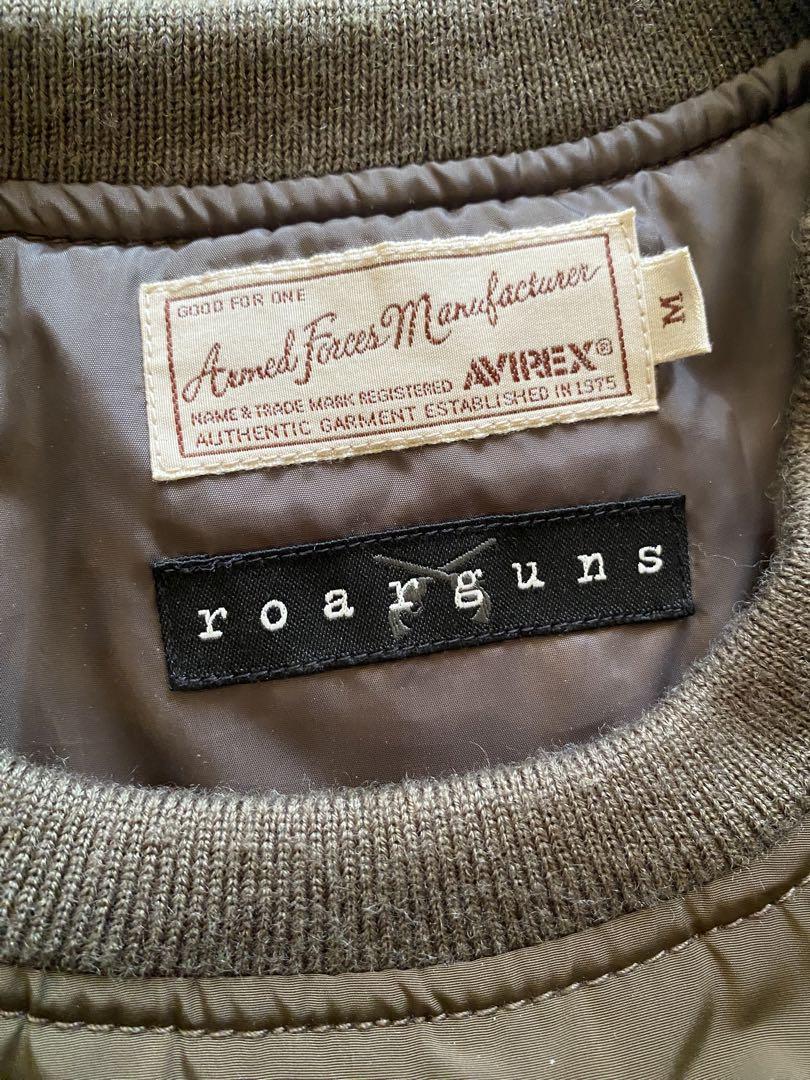 GOOD FOR ONE
Armed Forces Manufacturer
NAME & TRADE MARK REGISTERED AVIREX®
AUTHENTIC GARMENT ESTABLISHED IN 1975
M
roarguns